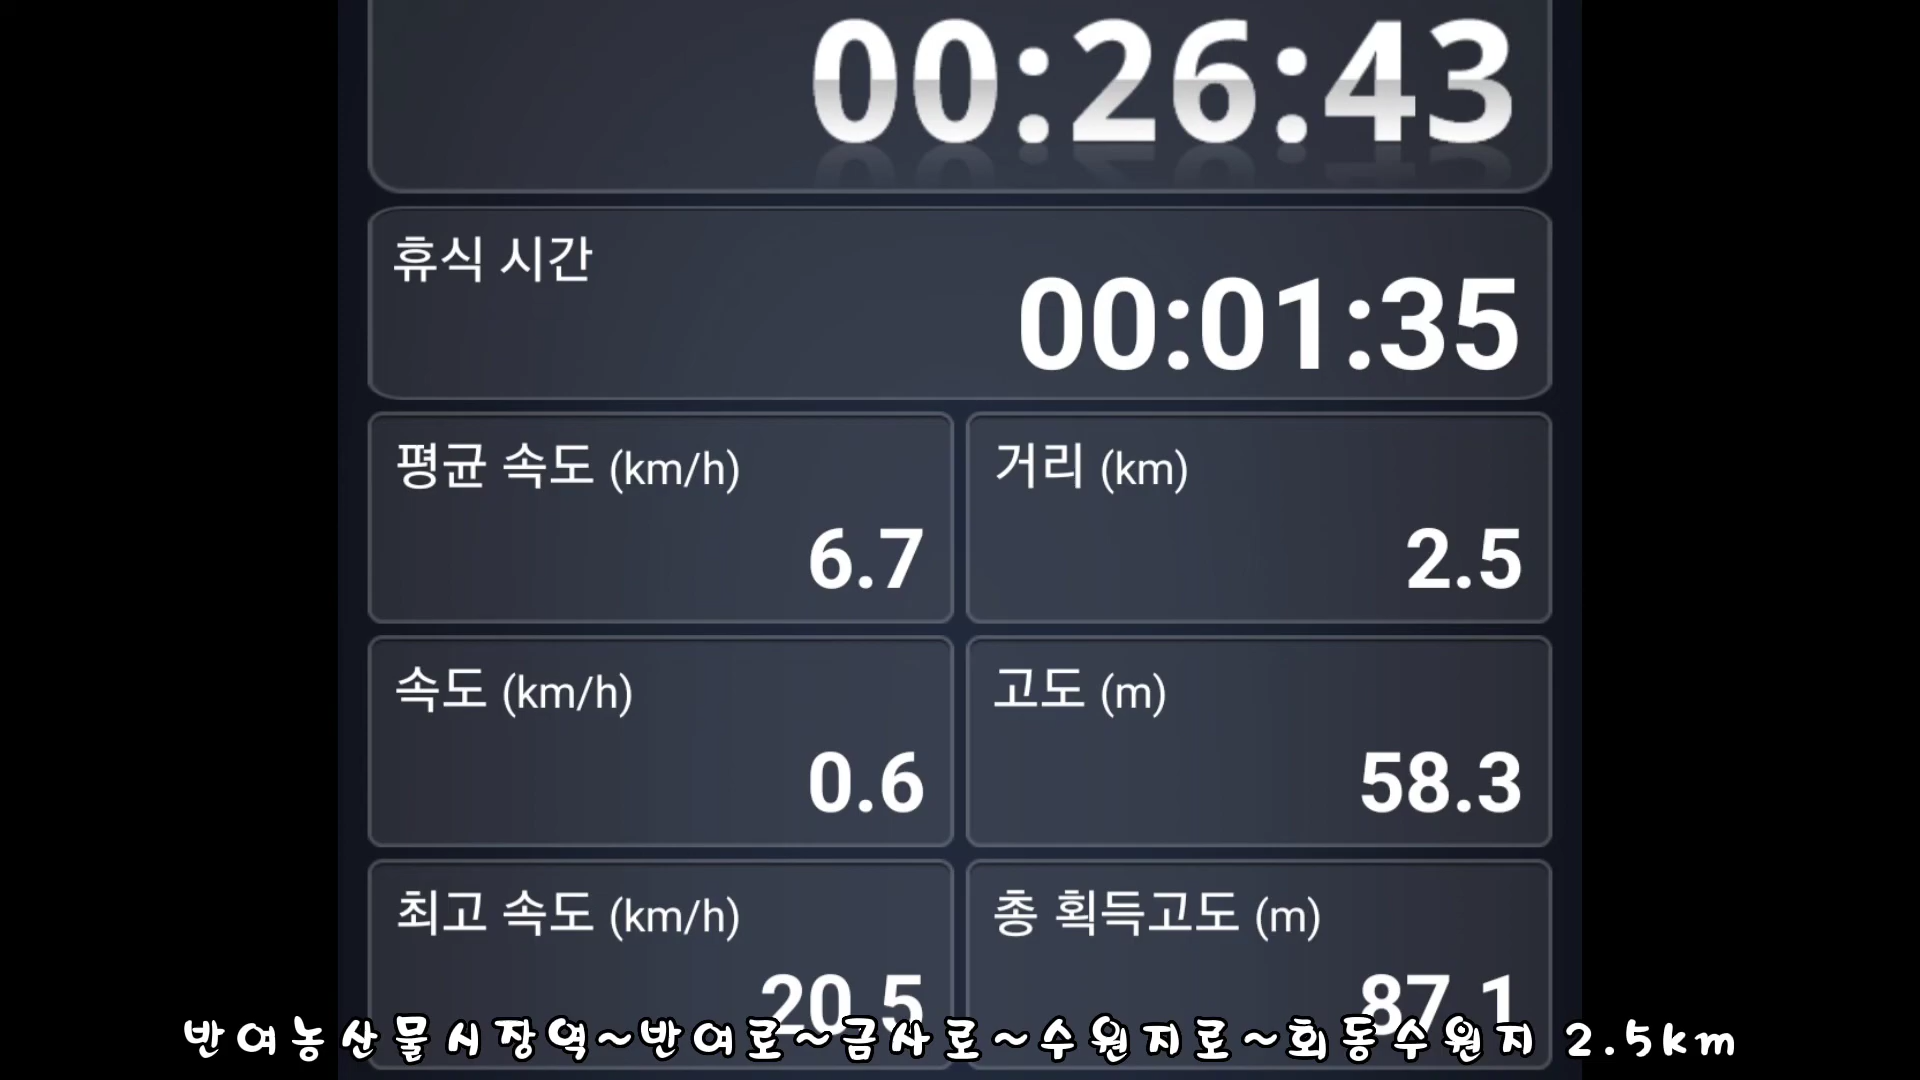 00:26:43
휴식 시간
00:01:35
평균 속도 (km/h)
6.7
거리 (km)
2.5
속도 (km/h)
0.6
고도 (m)
58.3
최고 속도 (km/h)
20.5
총 획득고도 (m)
87.1
반여농산물시장역~반여로~금사로~수원지로~회동수원지 2.5km